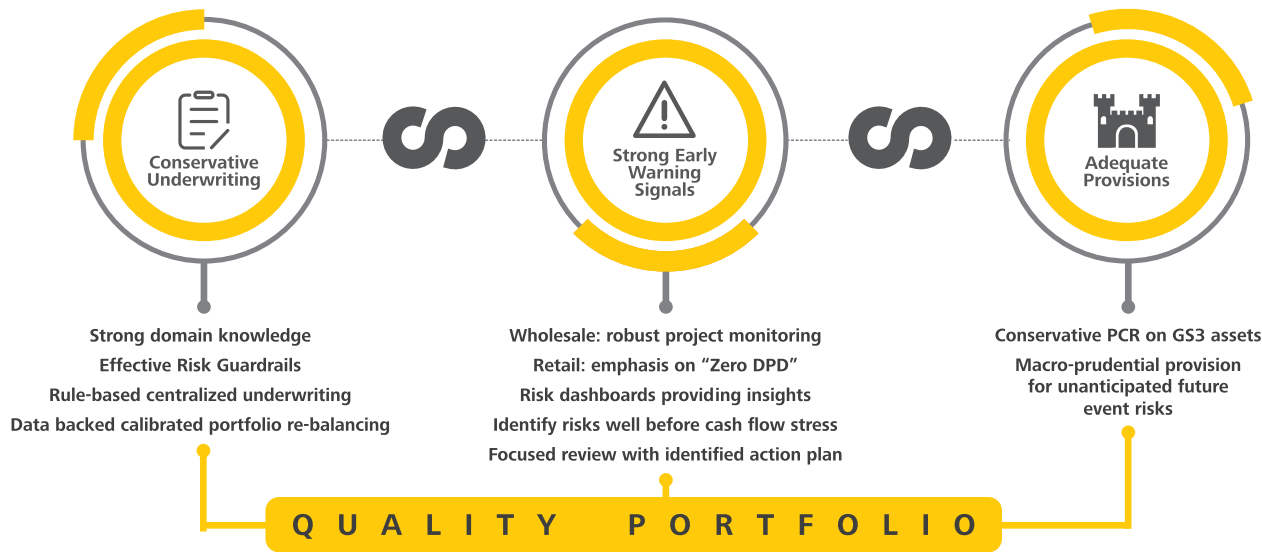 Conservative
Underwriting
Strong Early
Warning
Signals
Adequate
Provisions
Strong domain knowledge
Effective Risk Guardrails
Rule-based centralized underwriting
Data backed calibrated portfolio re-balancing
Wholesale: robust project monitoring
Retail: emphasis on “Zero DPD”
Risk dashboards providing insights
Identify risks well before cash flow stress
Focused review with identified action plan
Conservative PCR on GS3 assets
Macro-prudential provision
for unanticipated future
event risks
QUALITY PORTFOLIO